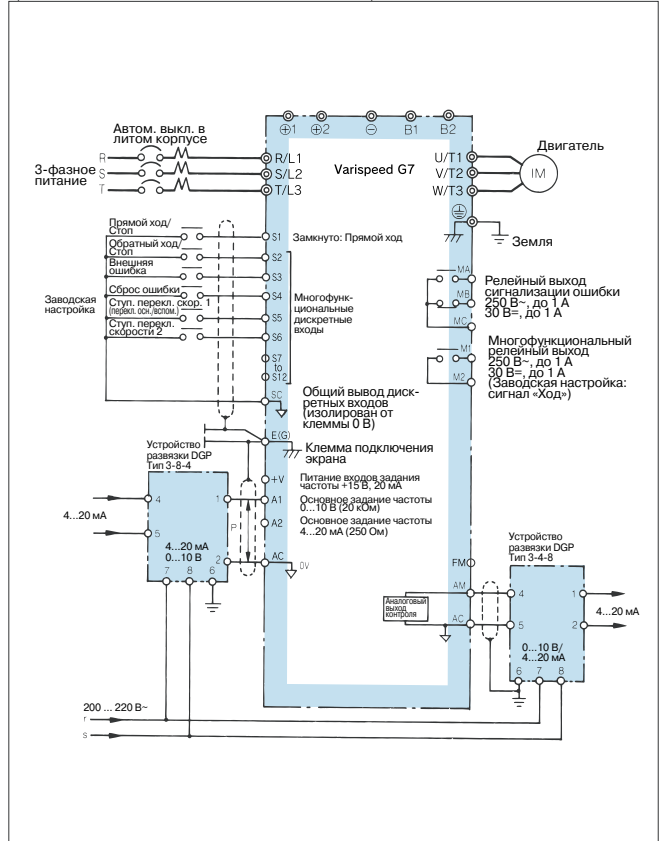 ⊕1 ⊕2 ⊖ B1 B2
Автом. выкл. в
литом корпусе
3-фазное
питание
R
S
T
R/L1
S/L2
T/L3
Varispeed G7
U/T1
V/T2
W/T3
Двигатель
IM
Земля
Прямой ход/
Стоп
Обратный ход/
Стоп
Внешняя
ошибка
Сброс ошибки
Ступ. перекл. скор. 1
(перекл. осн./вспом.)
Ступ. перекл.
скорости 2
Заводская
настройка
S1
S2
S3
S4
S5
S6
S7
to
S12
SC
E(G)
Замкнуто: Прямой ход
Многофунк-
циональные
дискретные
входы
Общий вывод диск-
ретных входов
(изолирован от
клеммы 0 В)
Клемма подключения
экрана
MA
MB
MC
Релейный выход
сигнализации ошибки
250 В~, до 1 А
30 В=, до 1 А
M1
M2
Многофункциональный
релейный выход
250 В~, до 1 А
30 В=, до 1 А
(Заводская настройка:
сигнал «Ход»)
Устройство
развязки DGP
Тип 3-8-4
4...20 мА
4
5
1
2
4...20 мА
0...10 В
7 8 6
P
+V
A1
A2
AC
0V
Питание входов задания
частоты +15 В, 20 мА
Основное задание частоты
0...10 В (20 кОм)
Основное задание частоты
4...20 мА (250 Ом)
FM
AM
AC
Аналоговый
выход
контроля
Устройство
развязки DGP
Тип 3-4-8
4
5
1
2
4...20 мА
0...10 В/
4...20 мА
6 7 8
200 ... 220 В~
r
s